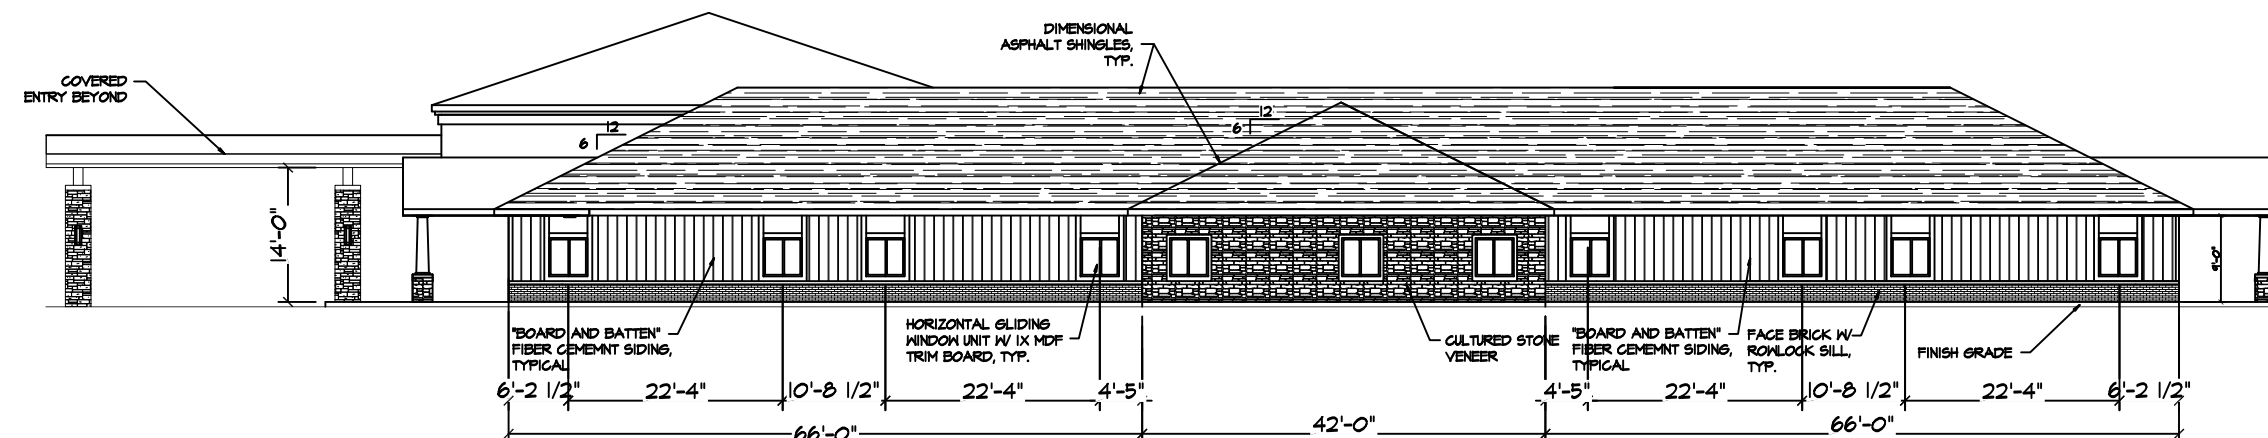 DIMENSIONAL
ASPHALT SHINGLES,
TYP.
COVERED
ENTRY BEYOND
12
6
12
6
14'-0"
9'-0"
"BOARD AND BATTEN"
FIBER CEMEMNT SIDING,
TYPICAL
HORIZONTAL GLIDING
WINDOW UNIT W/ 1X MDF
TRIM BOARD, TYP.
CULTURED STONE
VENEER
"BOARD AND BATTEN"
FIBER CEMEMNT SIDING,
TYPICAL
FACE BRICK W/
ROWLOCK SILL,
TYP.
FINISH GRADE
6'-2 1/2" 22'-4" 10'-8 1/2" 22'-4" 4'-5" 4'-5" 22'-4" 10'-8 1/2" 22'-4" 6'-2 1/2"
66'-0" 42'-0" 66'-0"